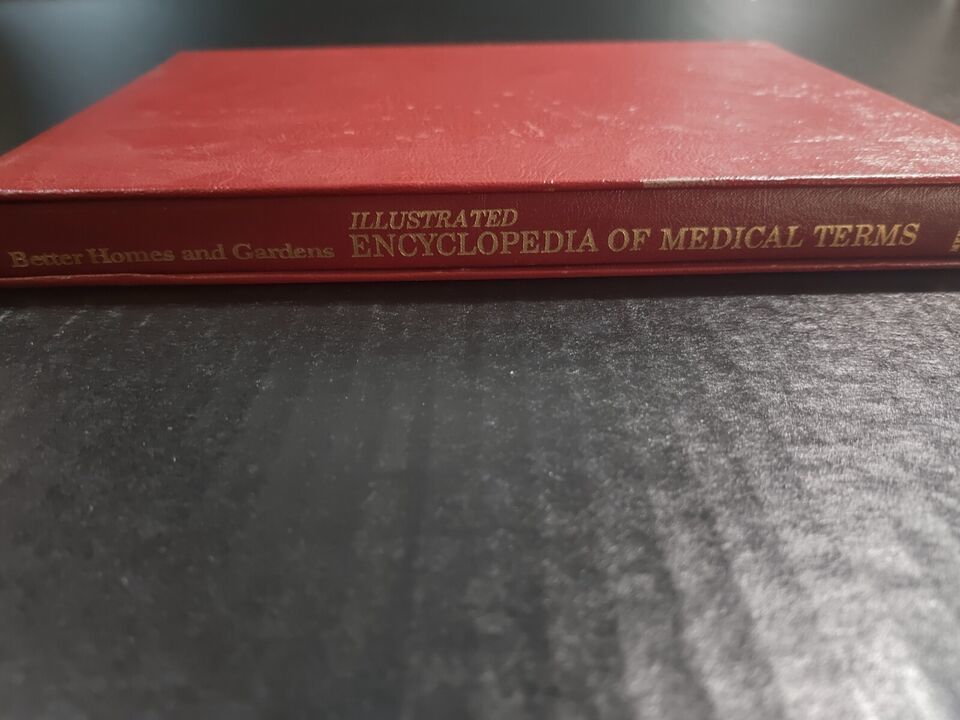 Better Homes and Gardens
ILLUSTRATED
ENCYCLOPEDIA OF MEDICAL TERMS